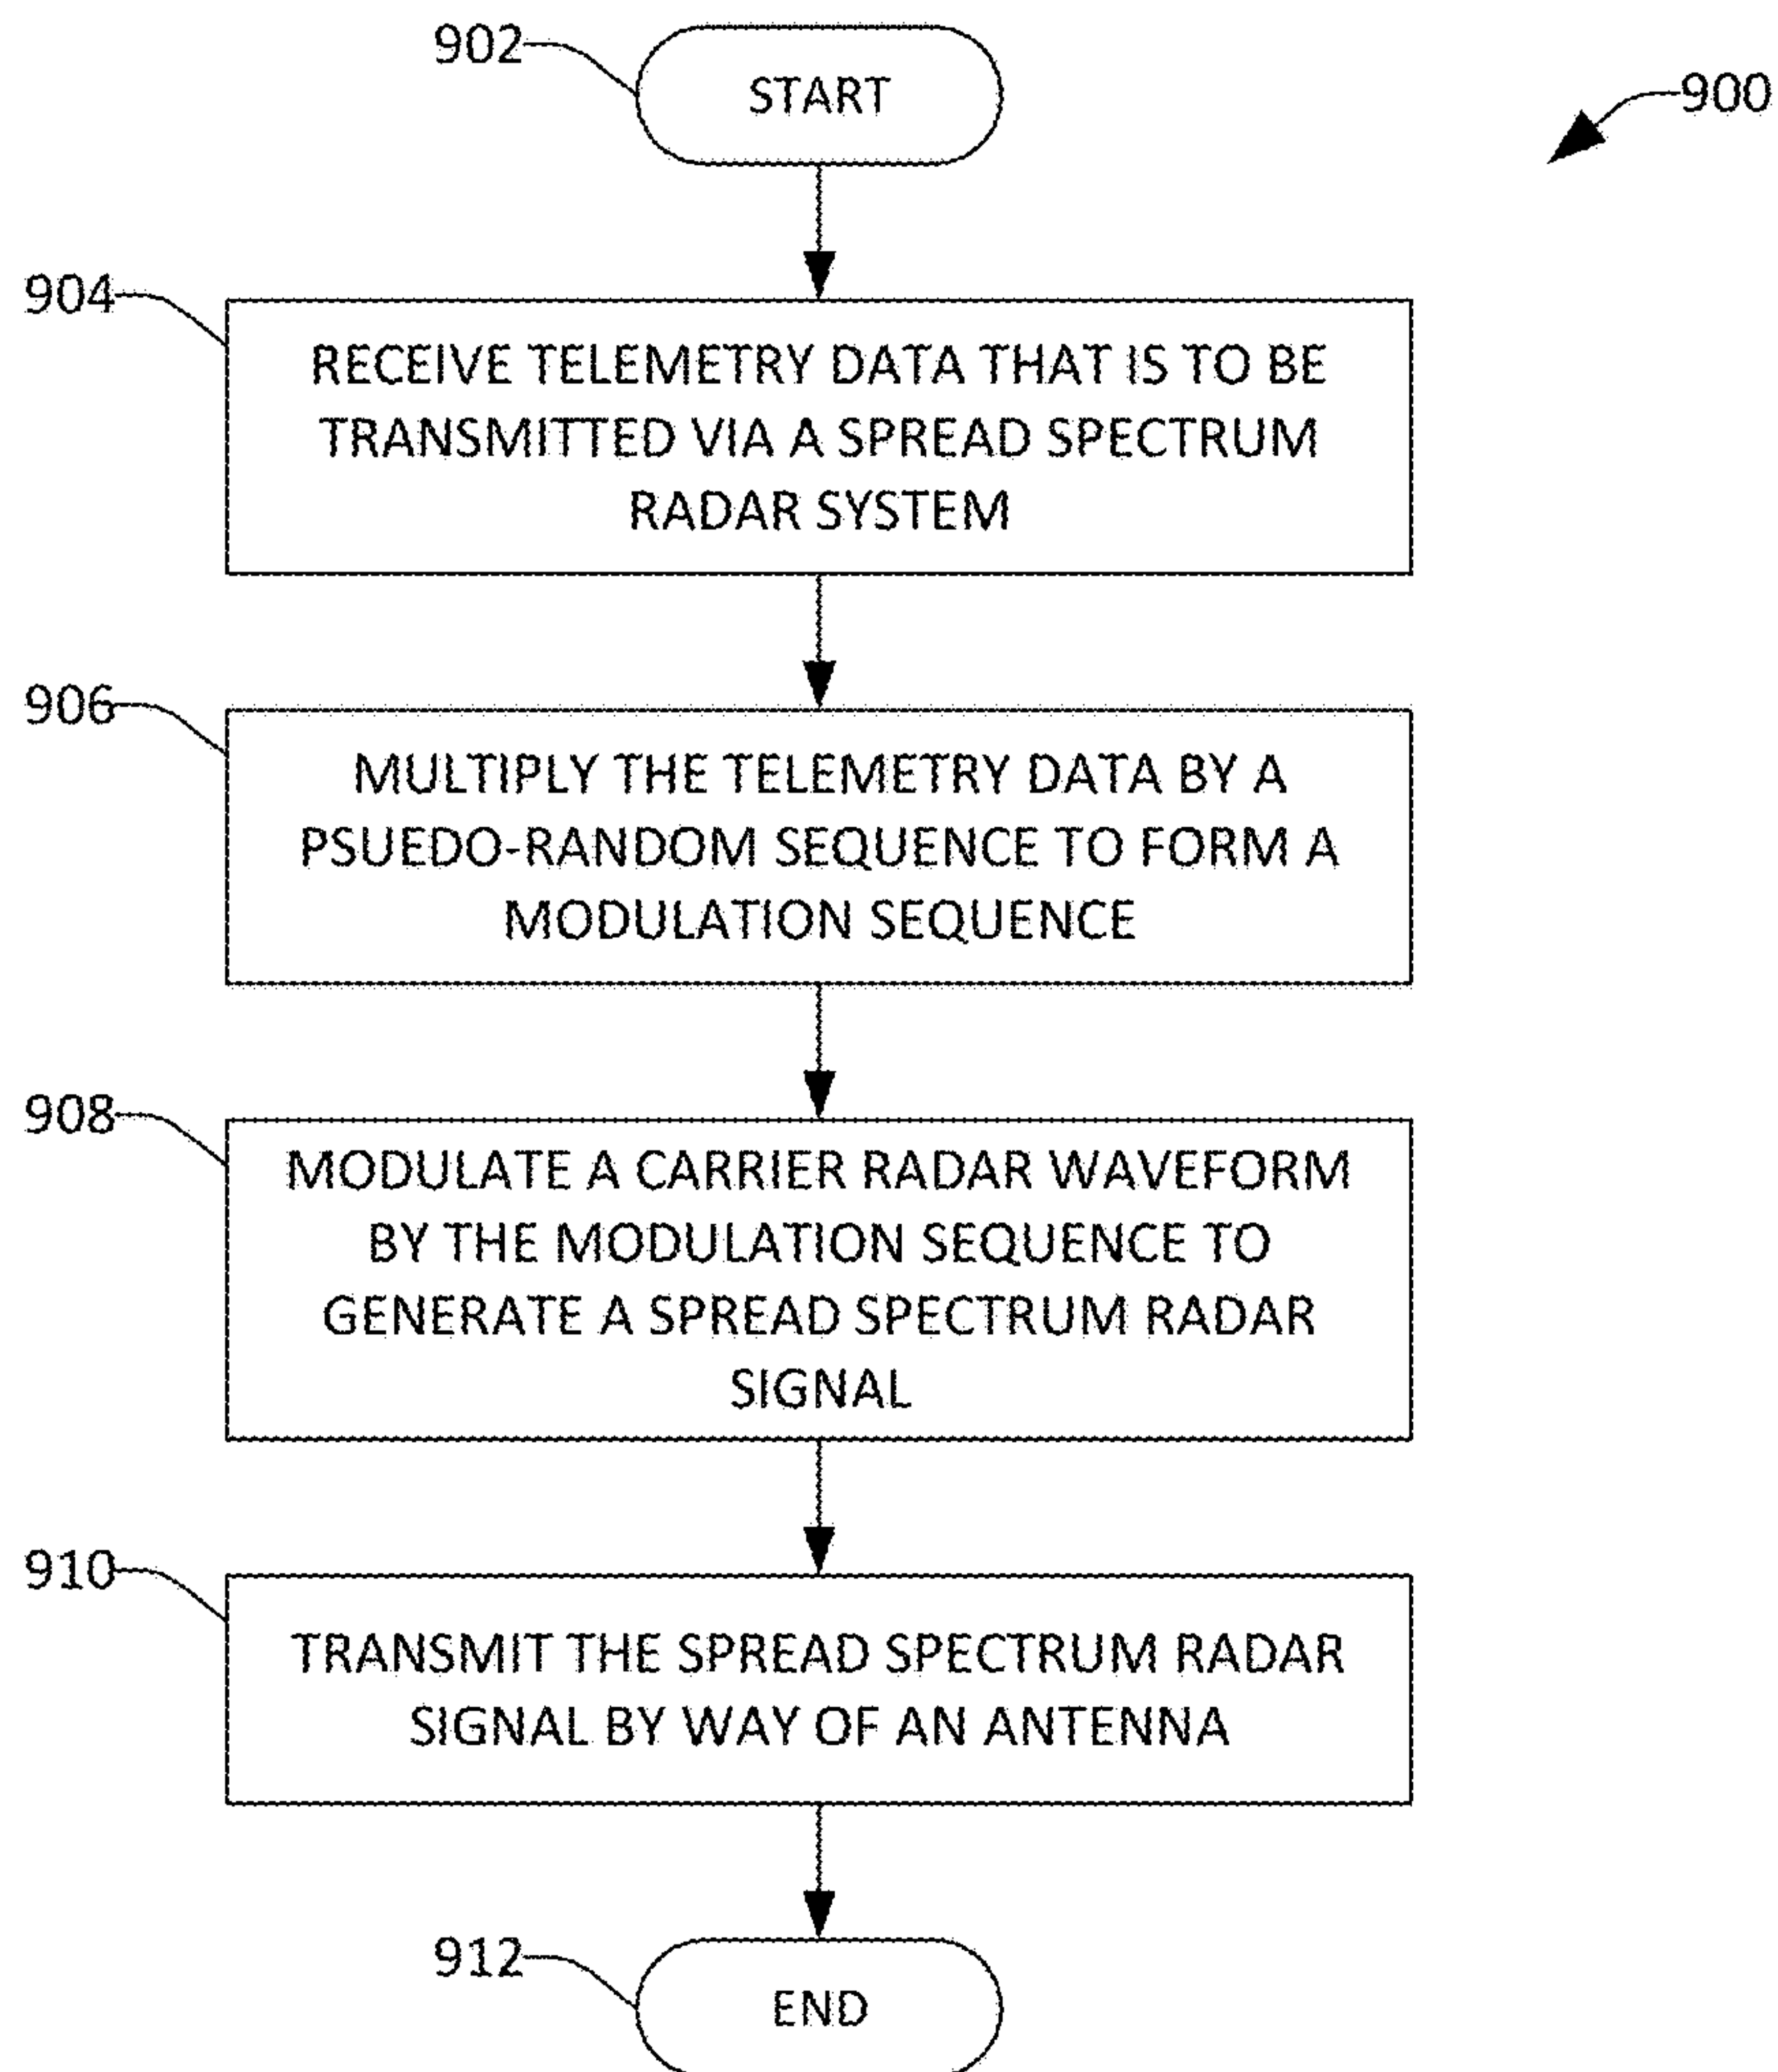 902
START
900
904
RECEIVE TELEMETRY DATA THAT IS TO BE
TRANSMITTED VIA A SPREAD SPECTRUM
RADAR SYSTEM
906
MULTIPLY THE TELEMETRY DATA BY A
PSUEDO-RANDOM SEQUENCE TO FORM A
MODULATION SEQUENCE
908
MODULATE A CARRIER RADAR WAVEFORM
BY THE MODULATION SEQUENCE TO
GENERATE A SPREAD SPECTRUM RADAR
SIGNAL
910
TRANSMIT THE SPREAD SPECTRUM RADAR
SIGNAL BY WAY OF AN ANTENNA
912
END